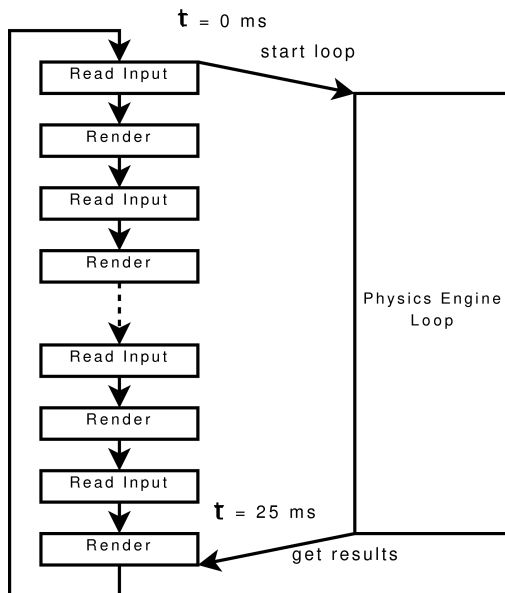 t = 0 ms
start loop
Read Input
Render
Read Input
Render
Physics Engine
Loop
Read Input
Render
Read Input
t = 25 ms
Render
get results